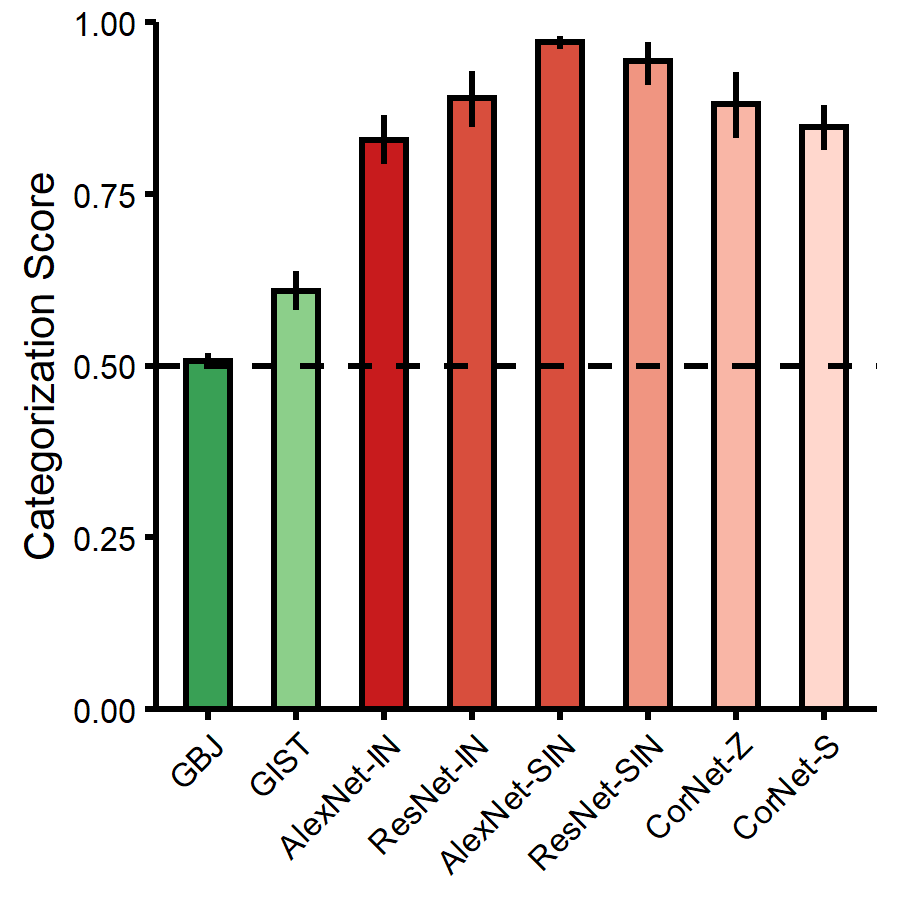 Categorization Score
1.00
0.75
0.50
0.25
0.00
GBJ
GIST
AlexNet-IN
ResNet-IN
AlexNet-SIN
ResNet-SIN
CorNet-Z
CorNet-S